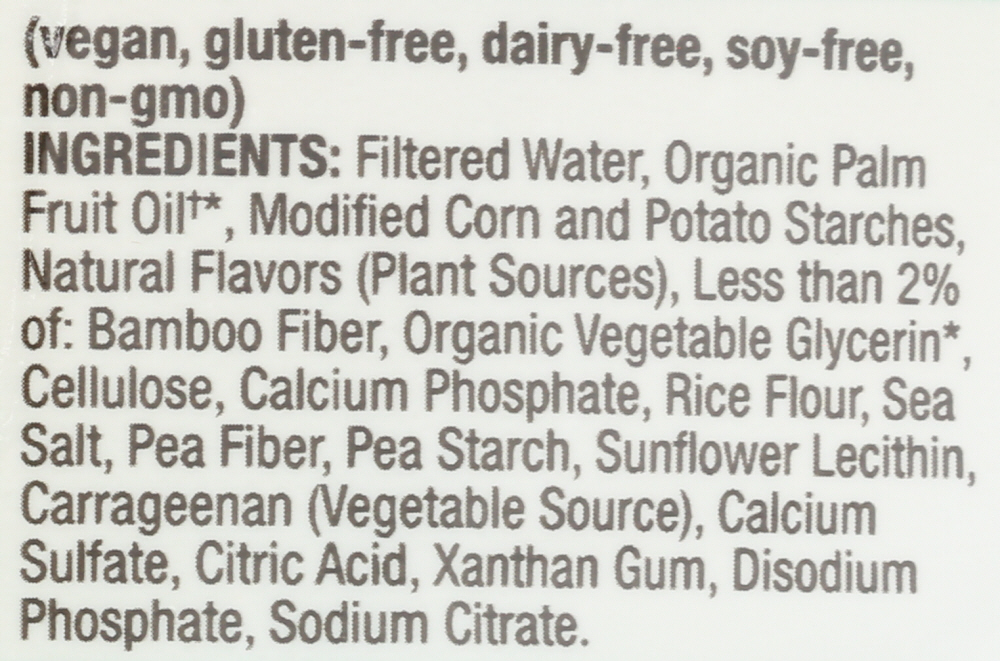 (vegan, gluten-free, dairy-free, soy-free,
non-gmo)
INGREDIENTS: Filtered Water, Organic Palm
Fruit Oil†*, Modified Corn and Potato Starches,
Natural Flavors (Plant Sources), Less than 2%
of: Bamboo Fiber, Organic Vegetable Glycerin*,
Cellulose, Calcium Phosphate, Rice Flour, Sea
Salt, Pea Fiber, Pea Starch, Sunflower Lecithin,
Carrageenan (Vegetable Source), Calcium
Sulfate, Citric Acid, Xanthan Gum, Disodium
Phosphate, Sodium Citrate.